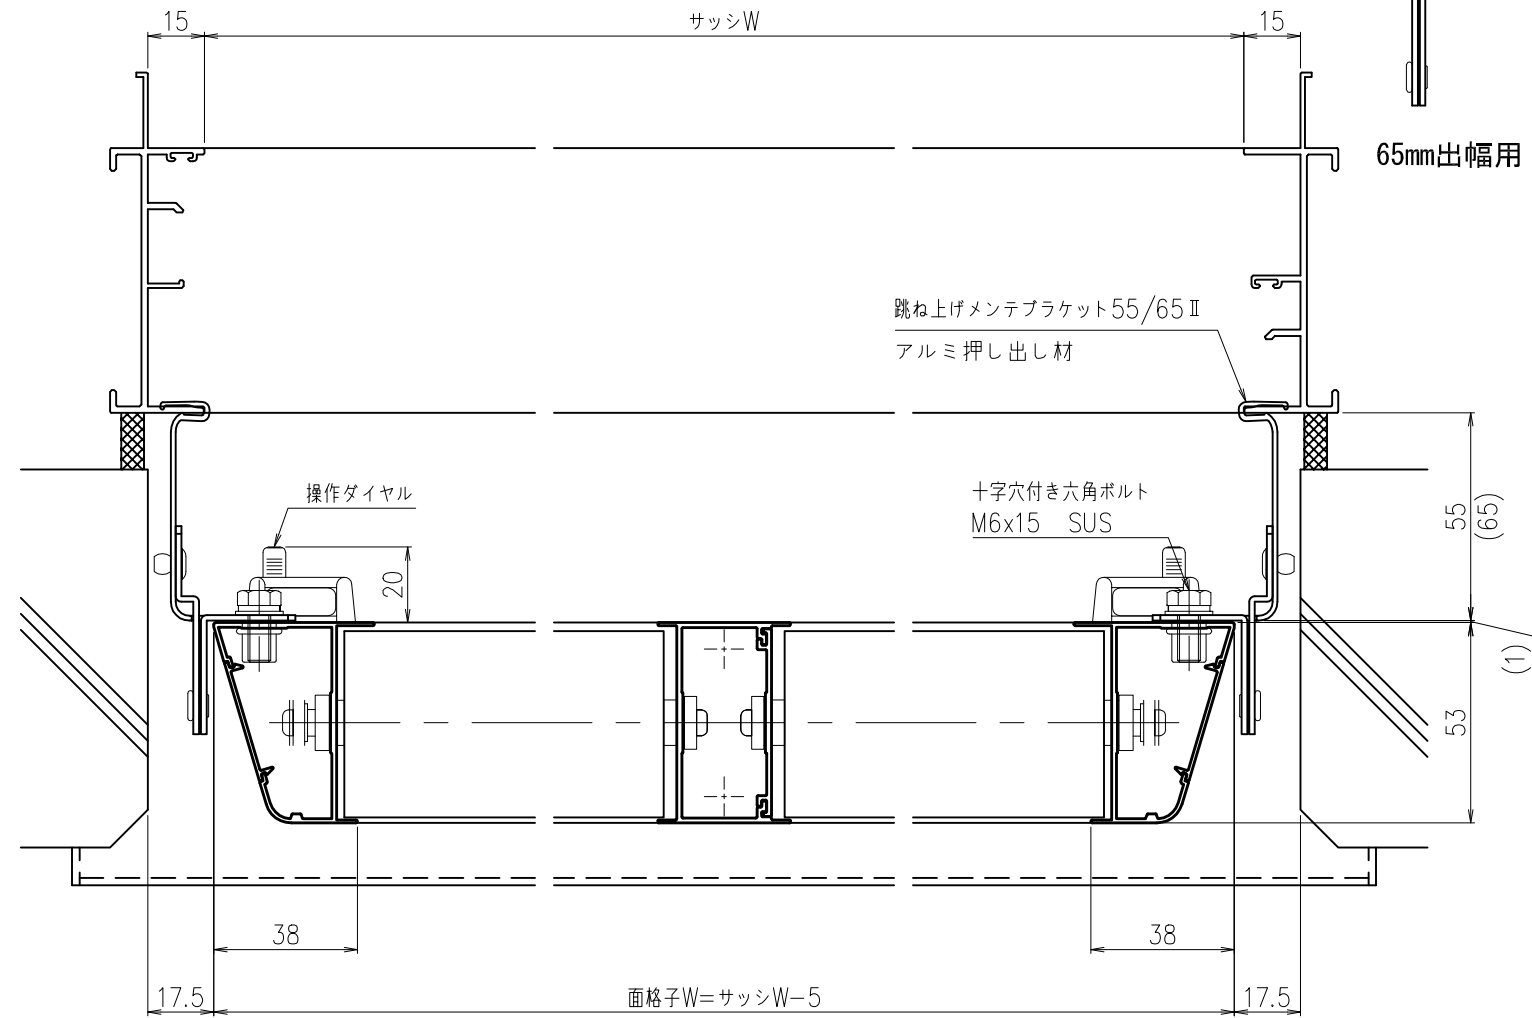 15
サッシW
15
65mm出幅用
跳ね上げメンテブラケット55/65Ⅱ
アルミ押し出し材
操作ダイヤル
十字穴付き六角ボルト
M6x15 SUS
20
55
(65)
(1)
53
38
38
17.5
面格子W=サッシW-5
17.5